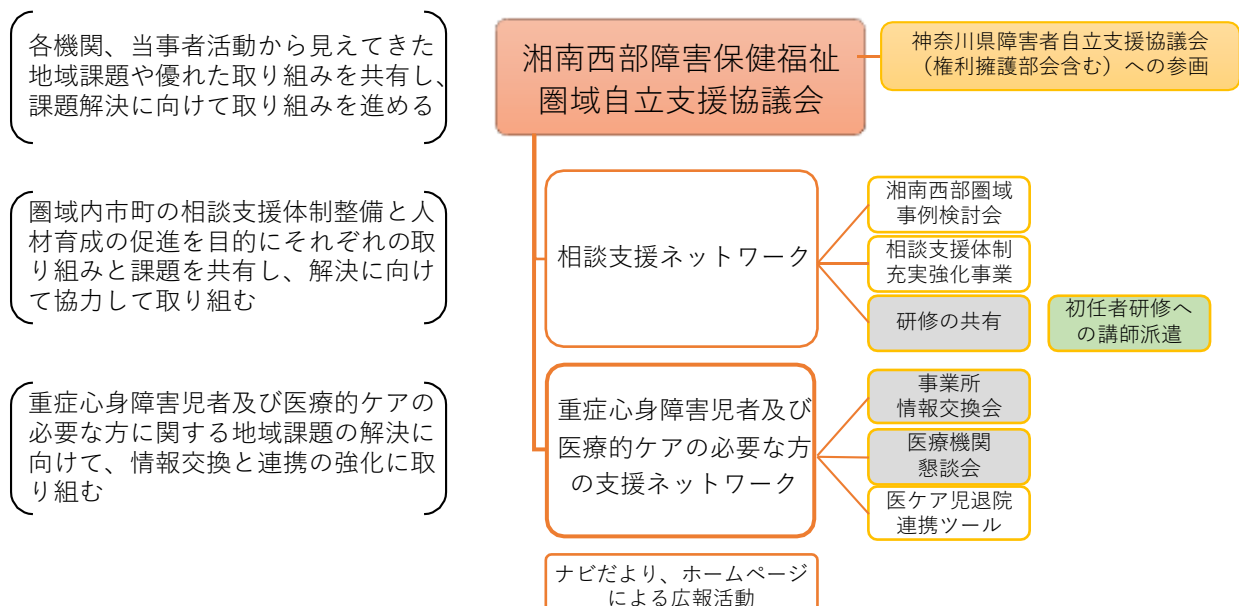 各機関、当事者活動から見えてきた
地域課題や優れた取り組みを共有し、
課題解決に向けて取り組みを進める
湘南西部障害保健福祉
圏域自立支援協議会
神奈川県障害者自立支援協議会
（権利擁護部会含む）への参画
圏域内市町の相談支援体制整備と人
材育成の促進を目的にそれぞれの取
り組みと課題を共有し、解決に向け
て協力して取り組む
相談支援ネットワーク
湘南西部圏域
事例検討会
相談支援体制
充実強化事業
研修の共有
初任者研修へ
の講師派遣
重症心身障害児者及び医療的ケアの
必要な方に関する地域課題の解決に
向けて、情報交換と連携の強化に取
り組む
重症心身障害児者及び
医療的ケアの必要な方
の支援ネットワーク
事業所
情報交換会
医療機関
懇談会
医ケア児退院
連携ツール
ナビだより、ホームページ
による広報活動